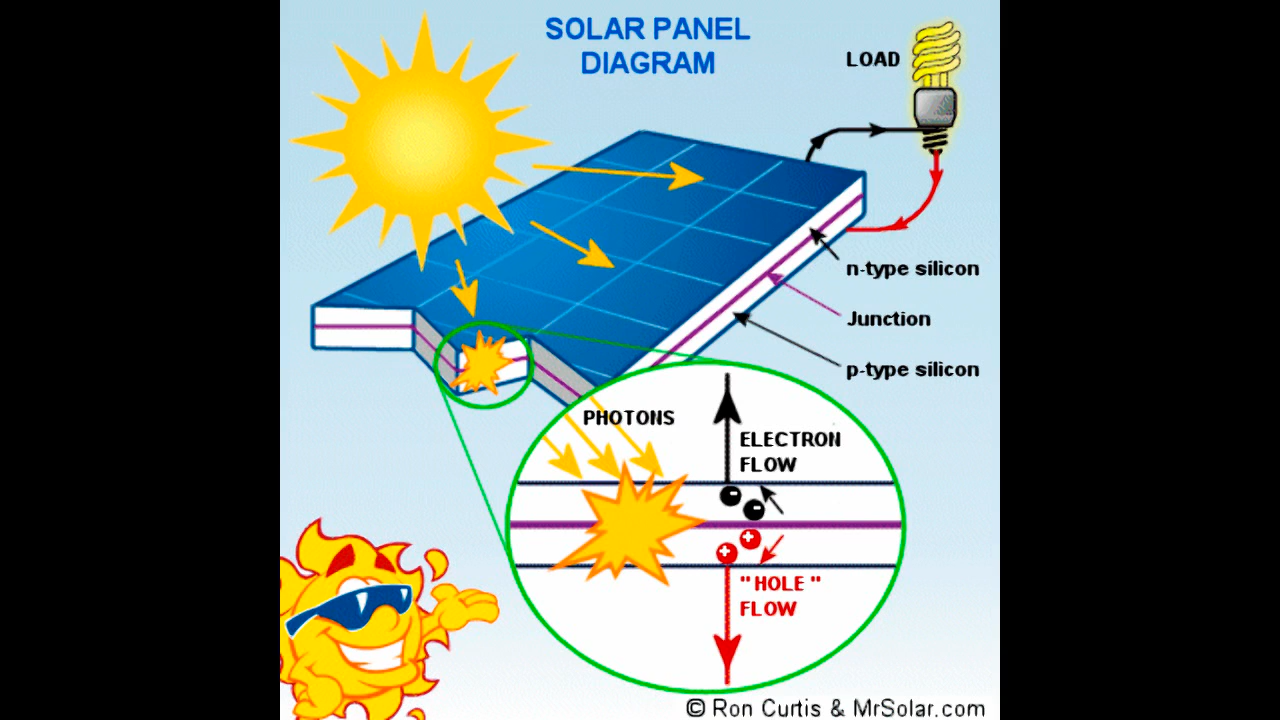 SOLAR PANEL
DIAGRAM
LOAD
n-type silicon
Junction
p-type silicon
PHOTONS
ELECTRON
FLOW
- -
+ +
"HOLE"
FLOW
© Ron Curtis & MrSolar.com